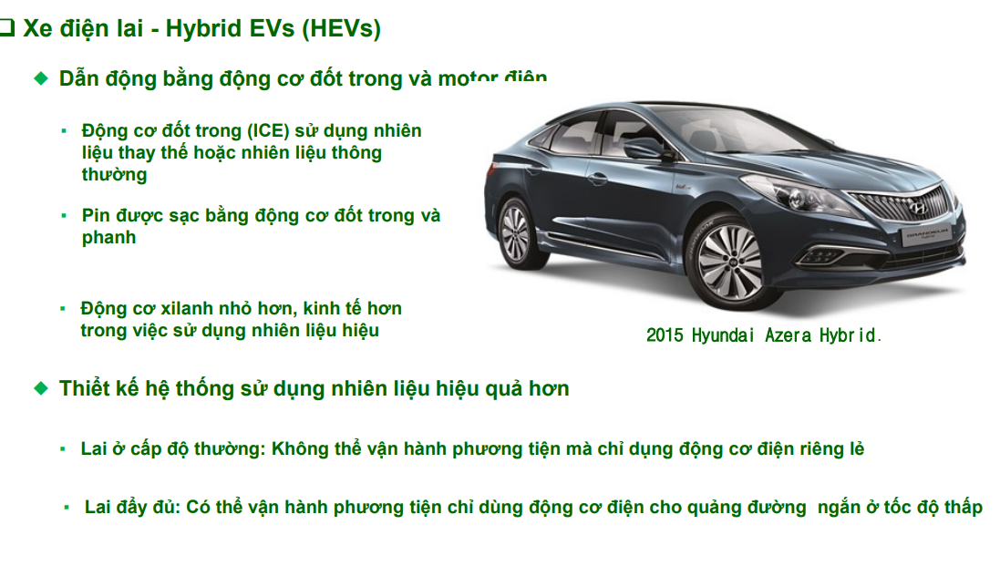 Xe điện lai - Hybrid EVs (HEVs)
Dẫn động bằng động cơ đốt trong và motor điện
Động cơ đốt trong (ICE) sử dụng nhiên
liệu thay thế hoặc nhiên liệu thông
thường
Pin được sạc bằng động cơ đốt trong và
phanh
Động cơ xilanh nhỏ hơn, kinh tế hơn
trong việc sử dụng nhiên liệu hiệu
GRANDEUR
2015 Hyundai Azera Hybrid.
Thiết kế hệ thống sử dụng nhiên liệu hiệu quả hơn
Lai ở cấp độ thường: Không thể vận hành phương tiện mà chỉ dụng động cơ điện riêng lẻ
Lai đẩy đủ: Có thể vận hành phương tiện chỉ dùng động cơ điện cho quảng đường ngắn ở tốc độ thấp